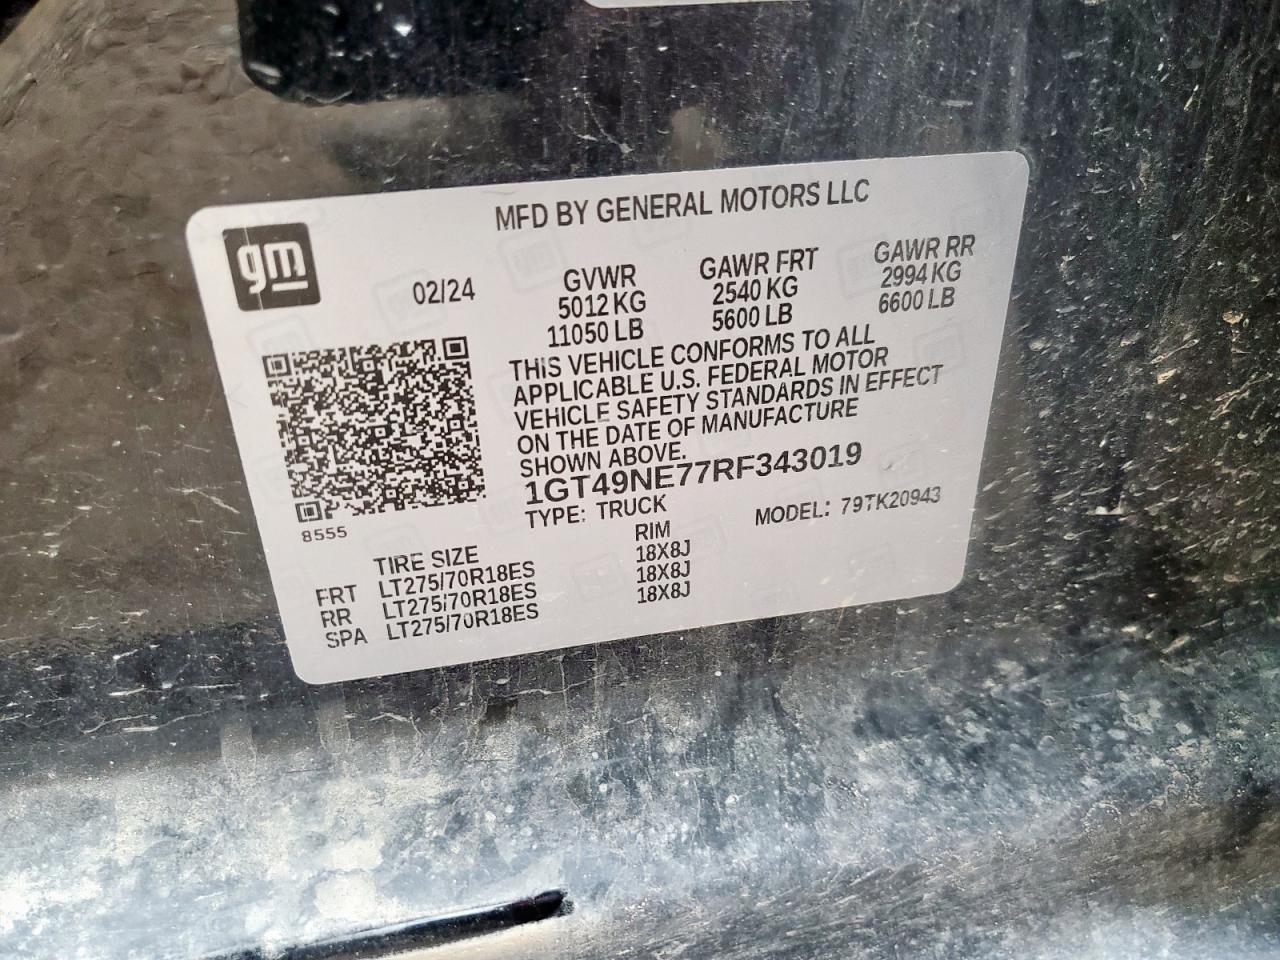 MFD BY GENERAL MOTORS LLC
gm
02/24
GVWR GAWR FRT GAWR RR
5012 KG 2540 KG 2994 KG
11050 LB 5600 LB 6600 LB
THIS VEHICLE CONFORMS TO ALL
APPLICABLE U.S. FEDERAL MOTOR
VEHICLE SAFETY STANDARDS IN EFFECT
ON THE DATE OF MANUFACTURE
SHOWN ABOVE.
1GT49NE77RF343019
TYPE: TRUCK MODEL: 79TK20943
8555
TIRE SIZE RIM
FRT LT275/70R18ES 18X8J
RR LT275/70R18ES 18X8J
SPA LT275/70R18ES 18X8J